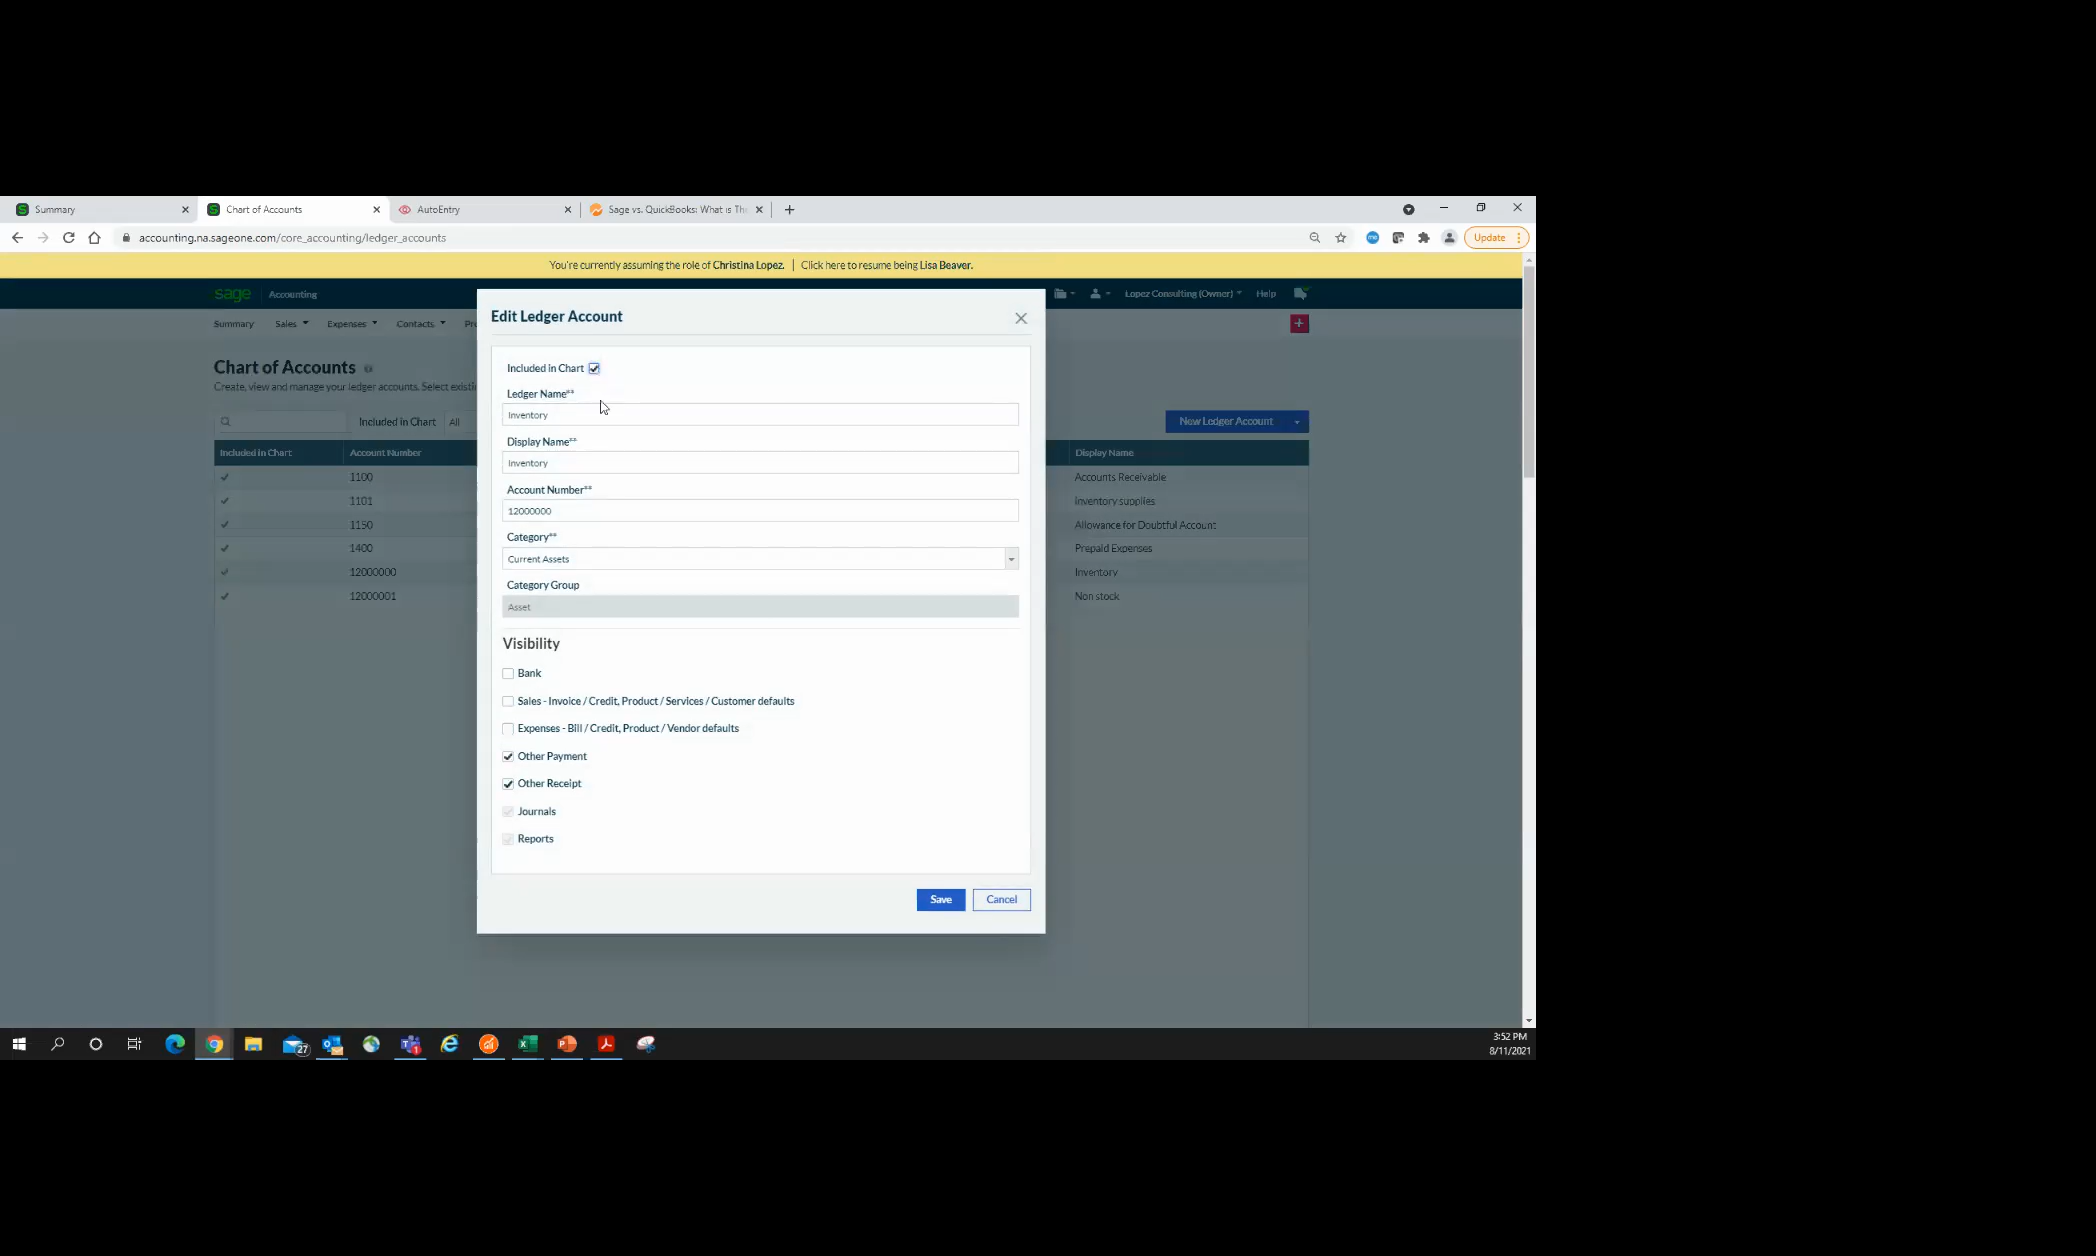 Summary
Chart of Accounts
AutoEntry
Sage vs. QuickBooks: What is Th
accounting.na.sageone.com/core_accounting/ledger_accounts
Update
You're currently assuming the role of Christina Lopez. | Click here to resume being Lisa Beaver.
sage
Accounting
Lopez Consulting (Owner)
Help
Summary
Sales
Expenses
Contacts
Pr
Edit Ledger Account
Chart of Accounts
Create, view and manage your ledger accounts. Select existi
Included in Chart
All
New Ledger Account
Included in Chart
Account Number
Display Name
1100
Accounts Receivable
1101
Inventory supplies
1150
Allowance for Doubtful Account
1400
Prepaid Expenses
12000000
Inventory
12000001
Non stock
Included in Chart
Ledger Name**
Inventory
Display Name**
Inventory
Account Number**
12000000
Category**
Current Assets
Category Group
Asset
Visibility
Bank
Sales - Invoice / Credit, Product / Services / Customer defaults
Expenses - Bill / Credit, Product / Vendor defaults
Other Payment
Other Receipt
Journals
Reports
Save
Cancel
27
1
3:52 PM
8/11/2021